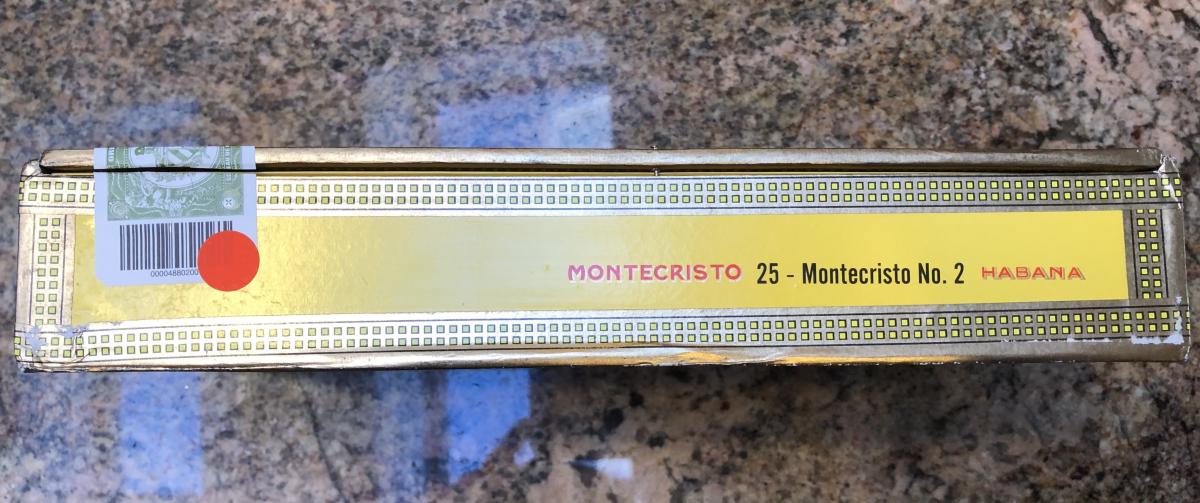 00004880200
MONTECRISTO 25 - Montecristo No. 2 HABANA